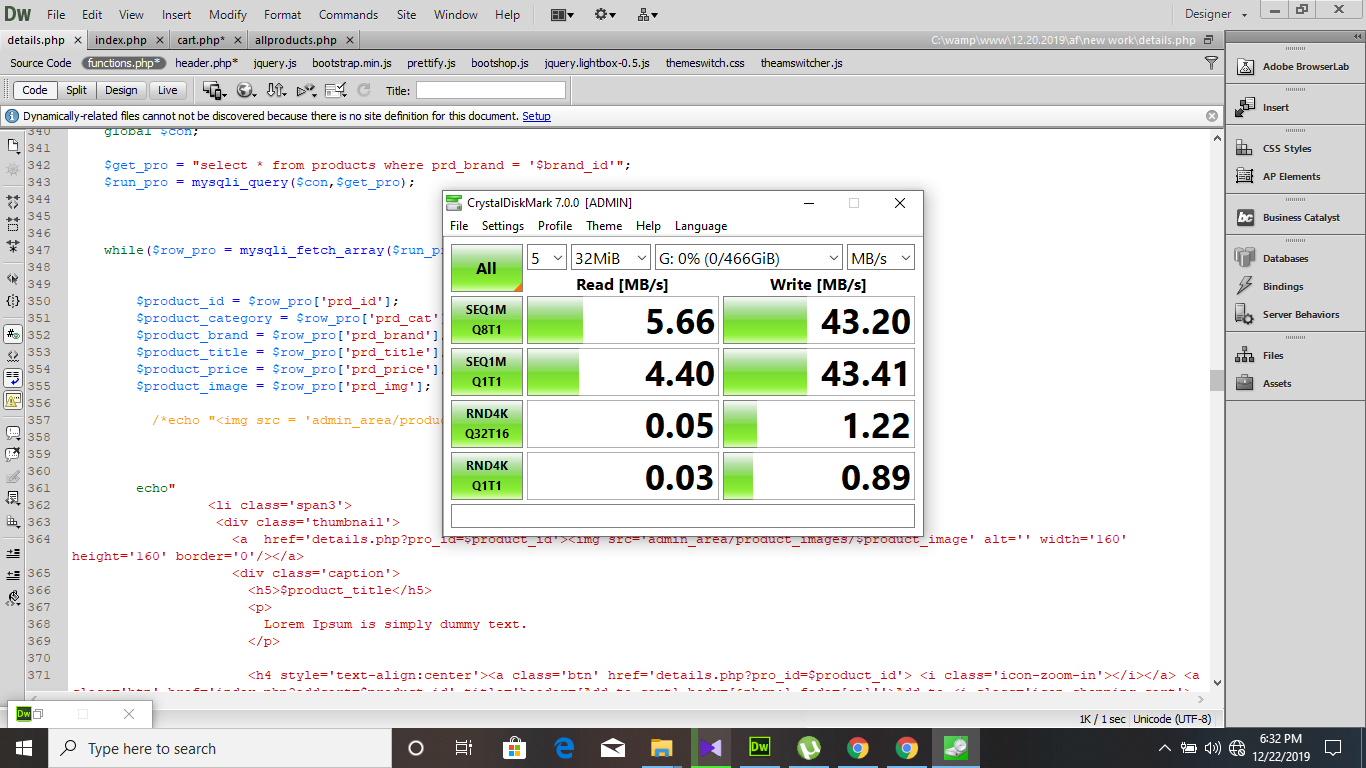 Dw File Edit View Insert Modify Format Commands Site Window Help Designer
details.php index.php cart.php* allproducts.php C:\wamp\www\12.20.2019\af\new work\details.php
Source Code functions.php* header.php* jquery.js bootstrap.min.js prettify.js bootshop.js jquery.lightbox-0.5.js themeswitch.css theamswitcher.js
Code Split Design Live Title:
Dynamically-related files cannot not be discovered because there is no site definition for this document. Setup
340 global $con;
341
342 $get_pro = "select * from products where prd_brand = '$brand_id'";
343 $run_pro = mysqli_query($con,$get_pro);
344
345
346
347 while($row_pro = mysqli_fetch_array($run_pr
348
349
350 $product_id = $row_pro['prd_id'];
351 $product_category = $row_pro['prd_cat'
352 $product_brand = $row_pro['prd_brand']
353 $product_title = $row_pro['prd_title']
354 $product_price = $row_pro['prd_price']
355 $product_image = $row_pro['prd_img'];
356
357 /*echo "<img src = 'admin_area/produc
358
359
360
361 echo"
362 <li class='span3'>
363 <div class='thumbnail'>
364 <a href='details.php?pro_id=$product_id'><img src='admin_area/product_images/$product_image' alt='' width='160'
height='160' border='0'/></a>
365 <div class='caption'>
366 <h5>$product_title</h5>
367 <p>
368 Lorem Ipsum is simply dummy text.
369 </p>
370
371 <h4 style='text-align:center'><a class='btn' href='details.php?pro_id=$product_id'> <i class='icon-zoom-in'></i></a> <a
CrystalDiskMark 7.0.0 [ADMIN]
File Settings Profile Theme Help Language
All 5 32MiB G: 0% (0/466GiB) MB/s
Read [MB/s] Write [MB/s]
SEQ1M
Q8T1 5.66 43.20
SEQ1M
Q1T1 4.40 43.41
RND4K
Q32T16 0.05 1.22
RND4K
Q1T1 0.03 0.89
Adobe BrowserLab
Insert
CSS Styles
AP Elements
Business Catalyst
Databases
Bindings
Server Behaviors
Files
Assets
1K / 1 sec Unicode (UTF-8)
Dw
Type here to search
Dw
6:32 PM
12/22/2019